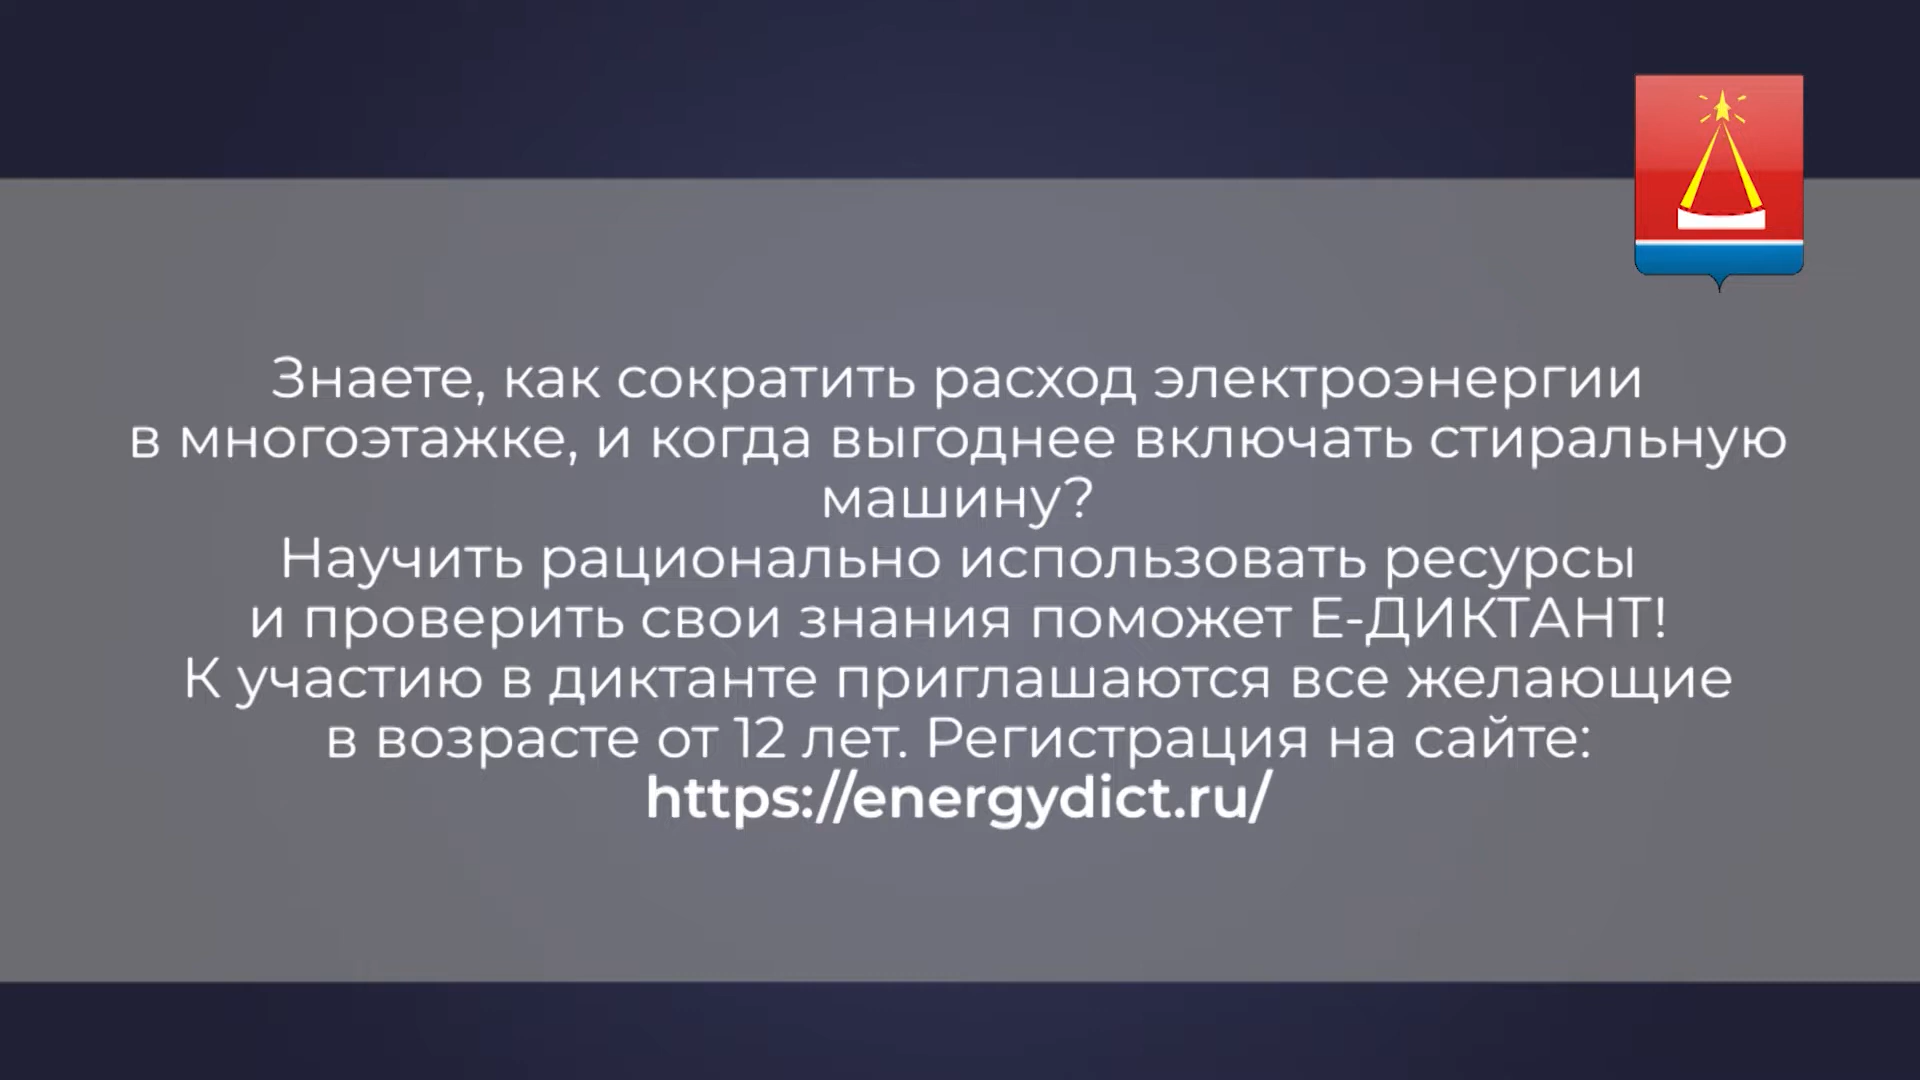 Знаете, как сократить расход электроэнергии
в многоэтажке, и когда выгоднее включать стиральную
машину?
Научить рационально использовать ресурсы
и проверить свои знания поможет Е-ДИКТАНТ!
К участию в диктанте приглашаются все желающие
в возрасте от 12 лет. Регистрация на сайте:
https://energydict.ru/